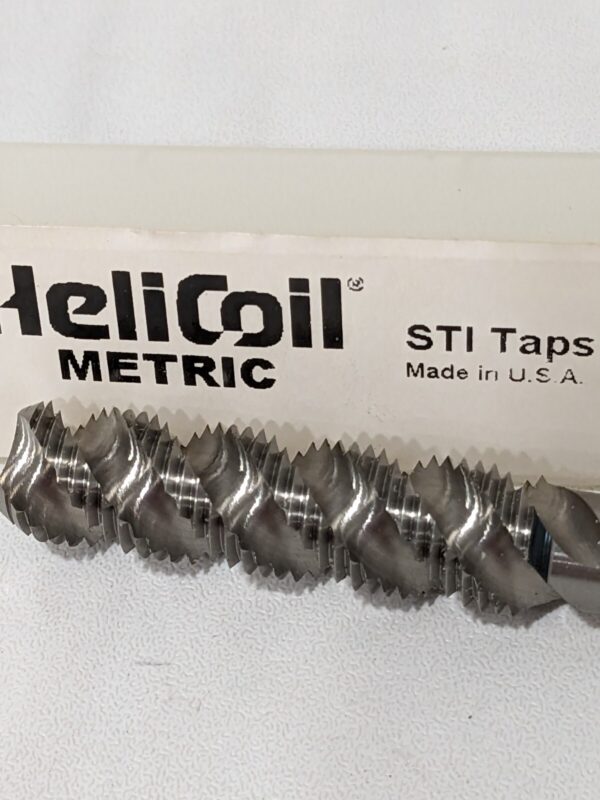 HeliCoil®
METRIC
STI Taps
Made in U.S.A.